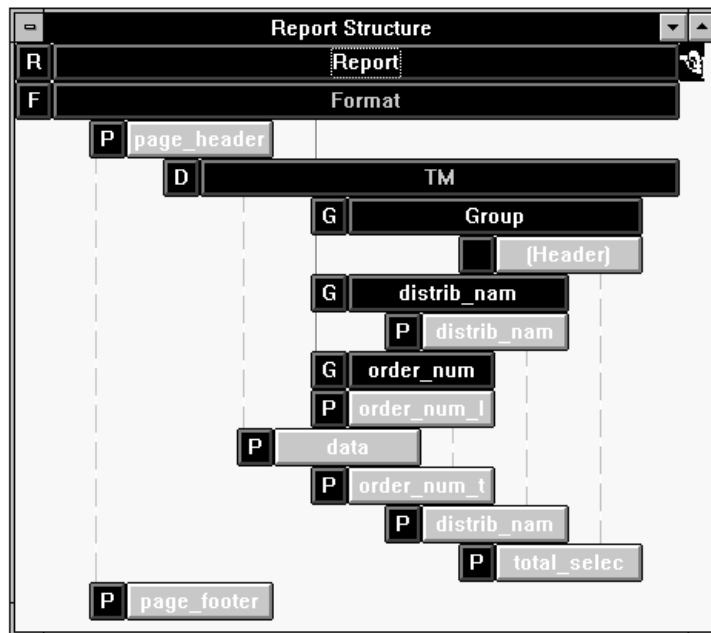 Report Structure
R Report
F Format
P page_header
D TM
G Group
(Header)
G distrib_nam
P distrib_nam
G order_num
P order_num_l
P data
P order_num_t
P distrib_nam
P total_selec
P page_footer